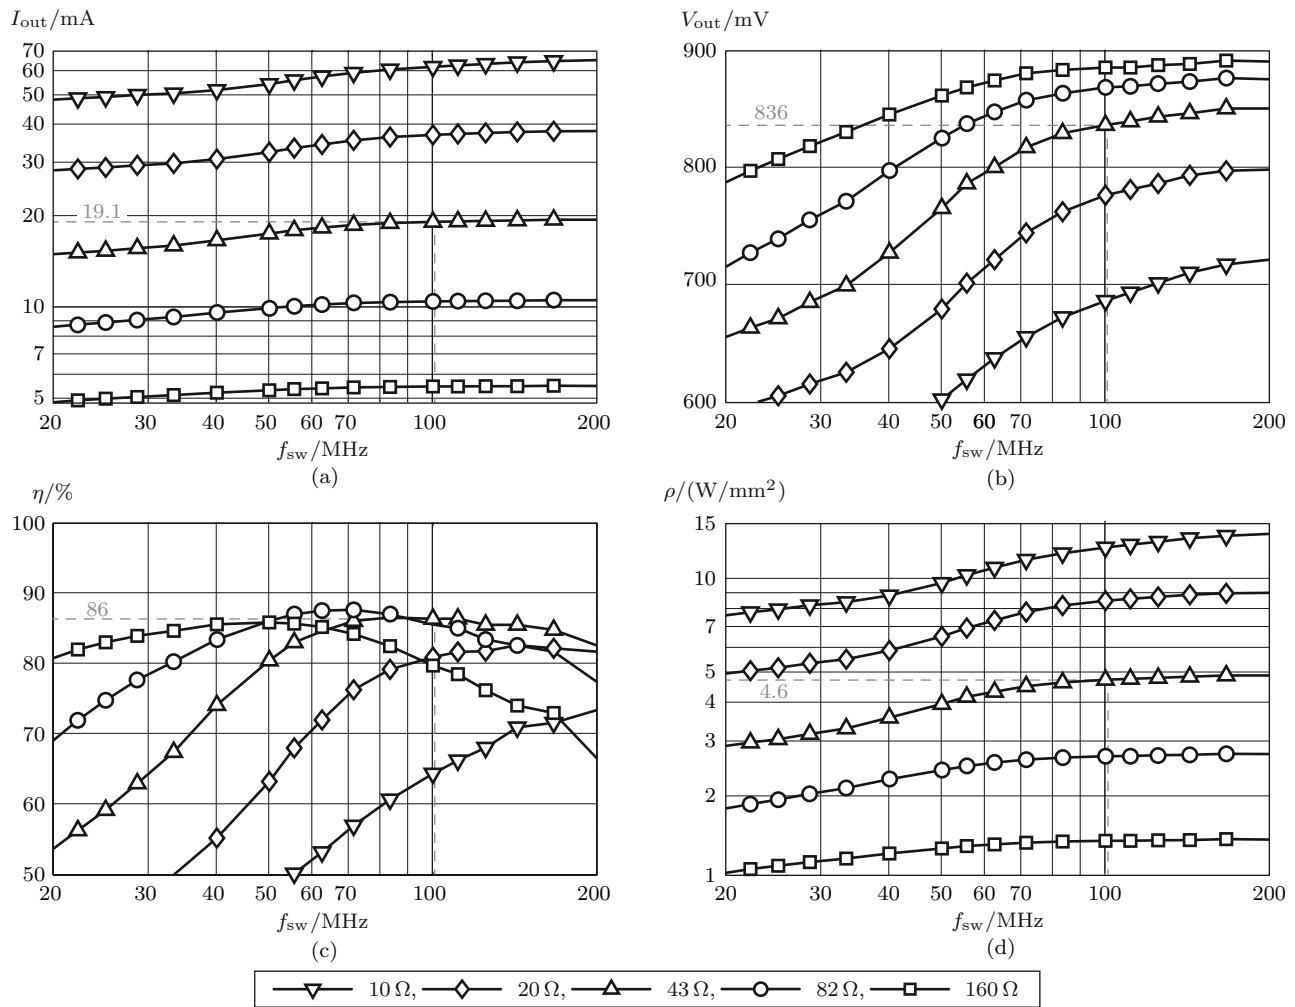 I_out/mA
70
60
50
40
30
20
10
7
5
19.1
20 30 40 50 60 70 100 200
f_sw/MHz
(a)
V_out/mV
900
800
700
600
836
20 30 40 50 60 70 100 200
f_sw/MHz
(b)
η/%
100
90
80
70
60
50
86
20 30 40 50 60 70 100 200
f_sw/MHz
(c)
ρ/(W/mm²)
15
10
7
5
4
3
2
1
4.6
20 30 40 50 60 70 100 200
f_sw/MHz
(d)
10 Ω, 20 Ω, 43 Ω, 82 Ω, 160 Ω